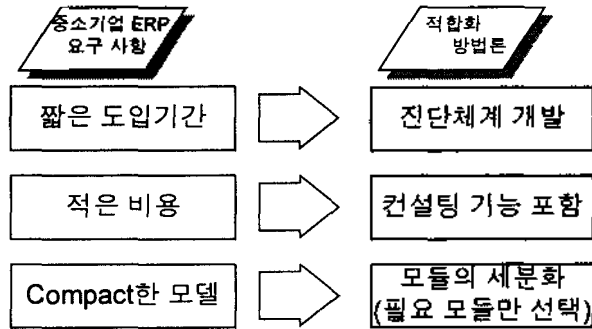 중소기업 ERP
요구 사항
적합화
방법론
짧은 도입기간
진단체계 개발
적은 비용
컨설팅 기능 포함
Compact한 모델
모듈의 세분화
(필요 모듈만 선택)